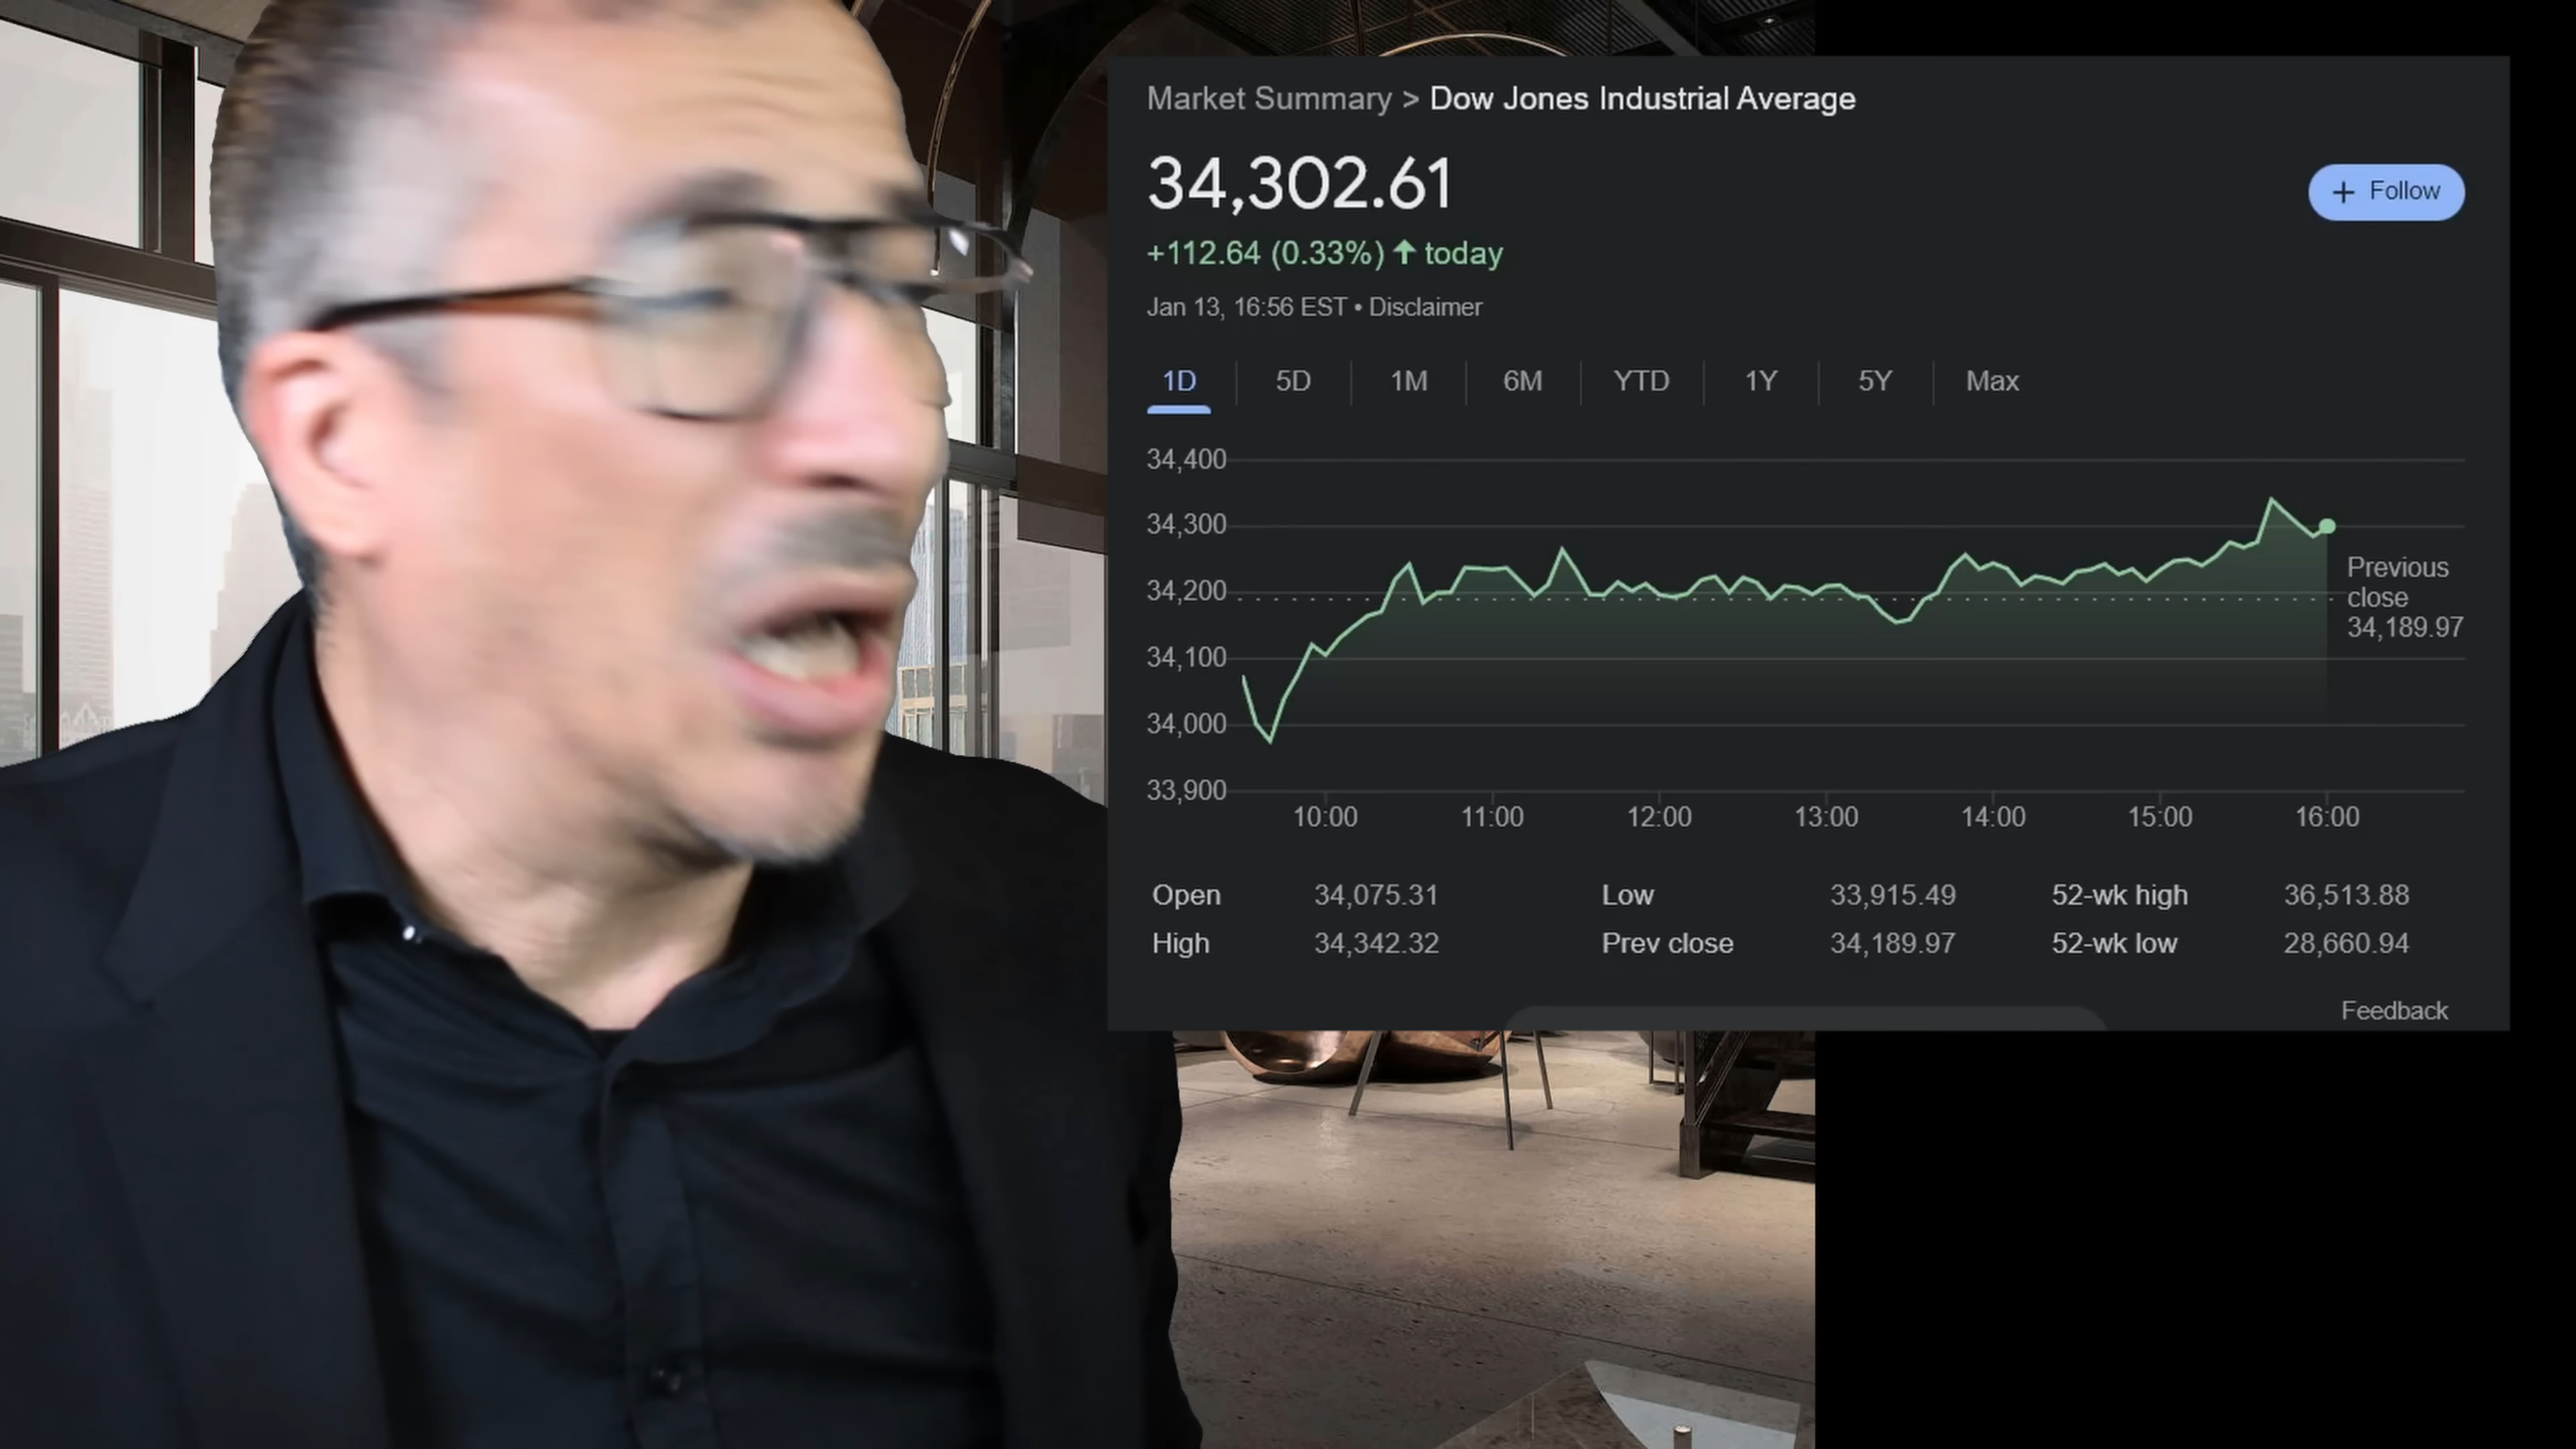 Market Summary > Dow Jones Industrial Average
34,302.61
+ Follow
+112.64 (0.33%) ↑ today
Jan 13, 16:56 EST • Disclaimer
1D 5D 1M 6M YTD 1Y 5Y Max
34,400
34,300
34,200
34,100
34,000
33,900
Previous
close
34,189.97
10:00 11:00 12:00 13:00 14:00 15:00 16:00
Open 34,075.31 Low 33,915.49 52-wk high 36,513.88
High 34,342.32 Prev close 34,189.97 52-wk low 28,660.94
Feedback